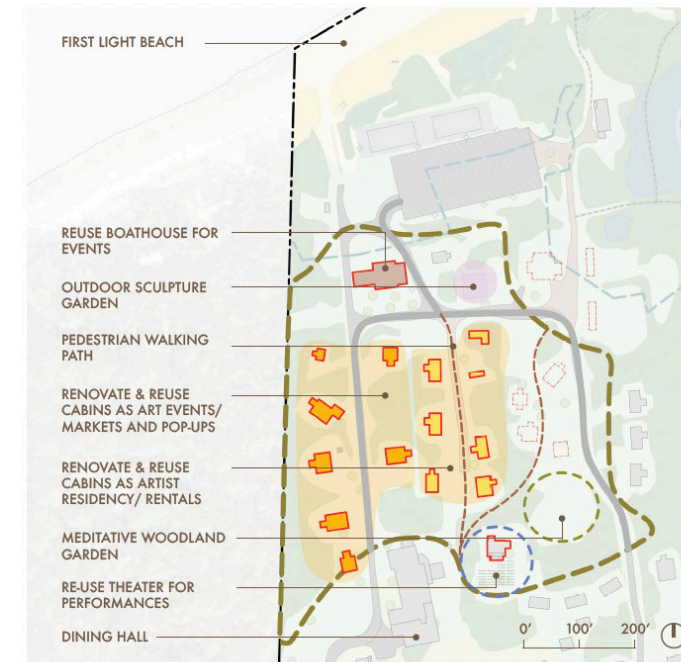 FIRST LIGHT BEACH
REUSE BOATHOUSE FOR
EVENTS
OUTDOOR SCULPTURE
GARDEN
PEDESTRIAN WALKING
PATH
RENOVATE & REUSE
CABINS AS ART EVENTS/
MARKETS AND POP-UPS
RENOVATE & REUSE
CABINS AS ARTIST
RESIDENCY/ RENTALS
MEDITATIVE WOODLAND
GARDEN
RE-USE THEATER FOR
PERFORMANCES
DINING HALL
0' 100' 200'